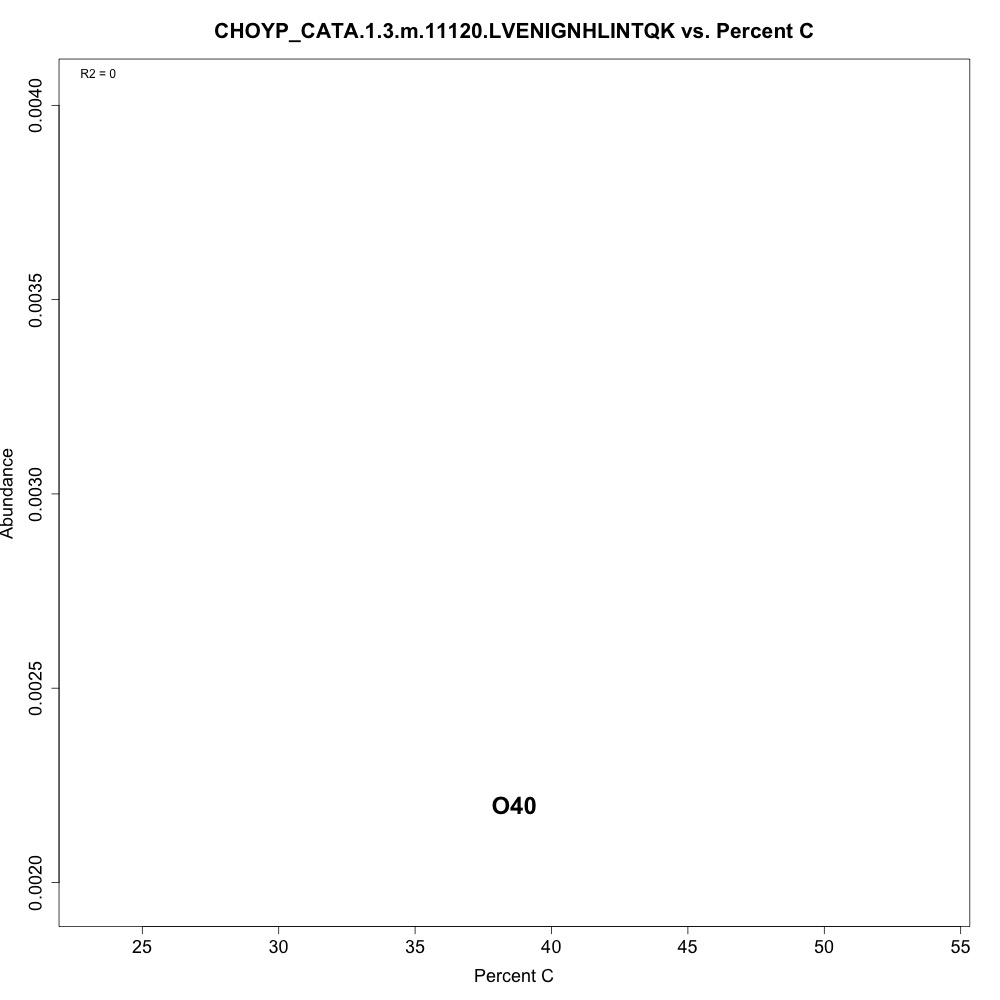 CHOYP_CATA.1.3.m.11120.LVENIGNHLINTQK vs. Percent C
R2 = 0
0.0040
0.0035
0.0030
0.0025
0.0020
Abundance
O40
25 30 35 40 45 50 55
Percent C